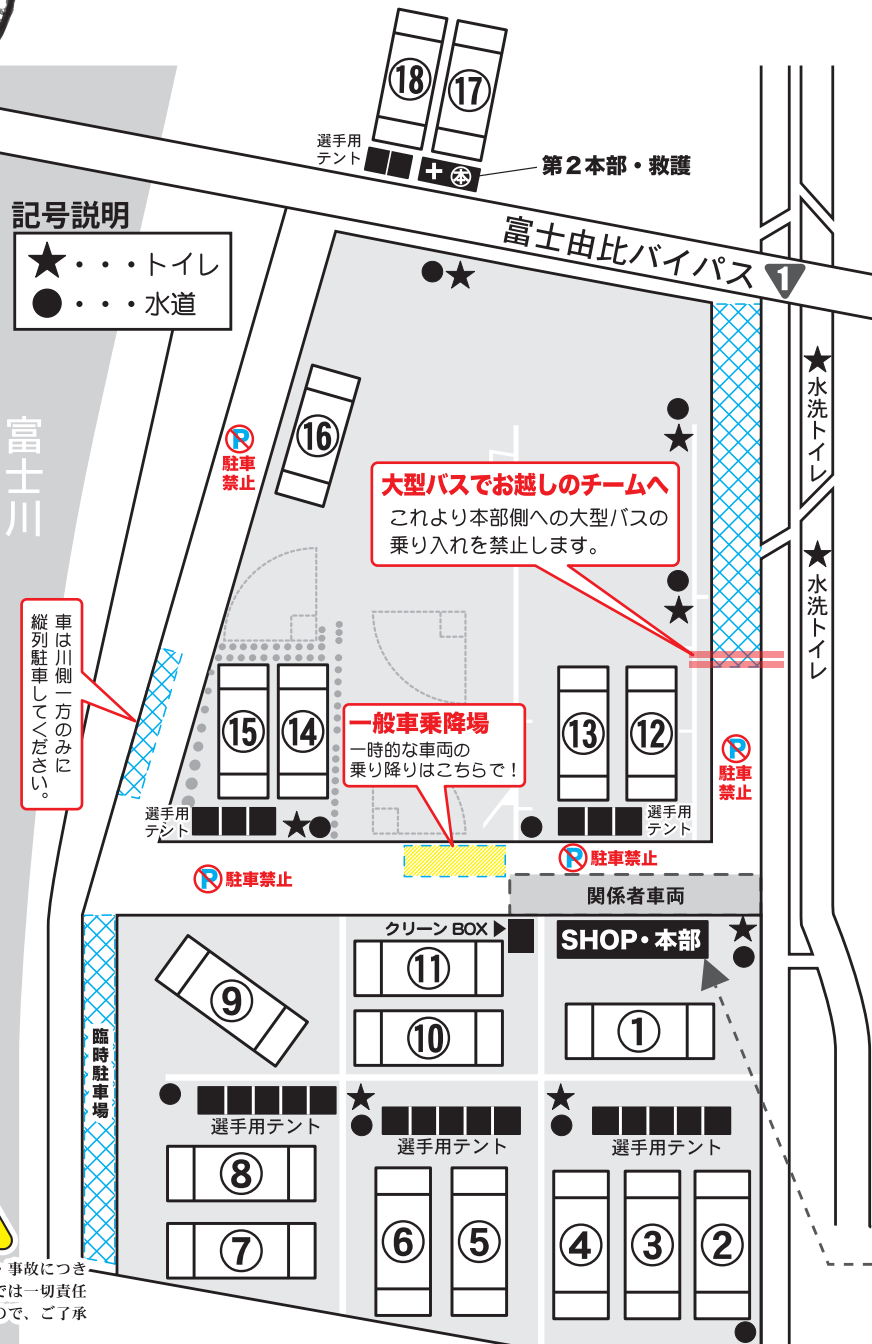 ⑱
⑰
選手用
テント
本
第2本部・救護
記号説明
★・・・トイレ
●・・・水道
富士由比バイパス
1
富士川
⑯
P
駐車
禁止
水洗トイレ
大型バスでお越しのチームへ
これより本部側への大型バスの
乗り入れを禁止します。
水洗トイレ
車は川側一方のみに
縦列駐車してください。
⑮
⑭
一般車乗降場
一時的な車両の
乗り降りはこちらで！
⑬
⑫
P
駐車
禁止
選手用
テント
選手用
テント
P 駐車禁止
P 駐車禁止
関係者車両
クリーンBOX▶
SHOP・本部
⑨
⑪
⑩
①
臨時駐車場
選手用テント
選手用テント
選手用テント
⑧
⑦
⑥
⑤
④
③
②
事故につき
では一切責任
ので、ご了承